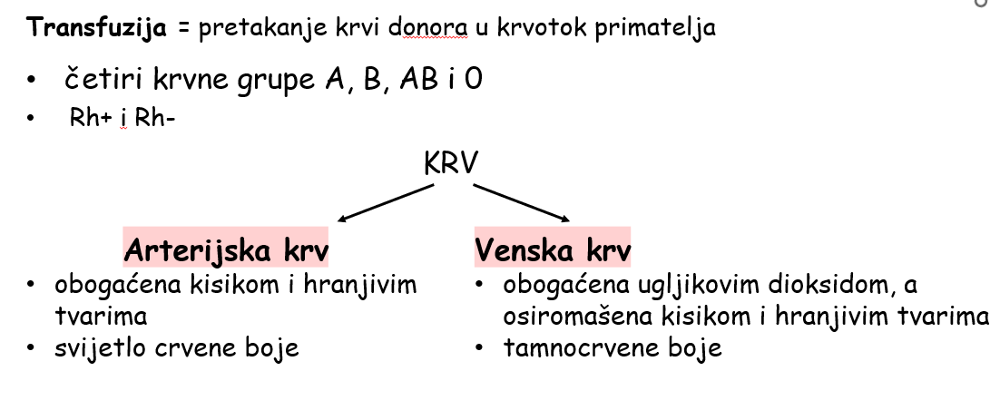 Transfuzija = pretakanje krvi donora u krvotok primatelja
• četiri krvne grupe A, B, AB i 0
• Rh+ i Rh-
KRV
Arterijska krv
• obogaćena kisikom i hranjivim
tvarima
• svijetlo crvene boje
Venska krv
• obogaćena ugljikovim dioksidom, a
osiromašena kisikom i hranjivim tvarima
• tamnocrvene boje